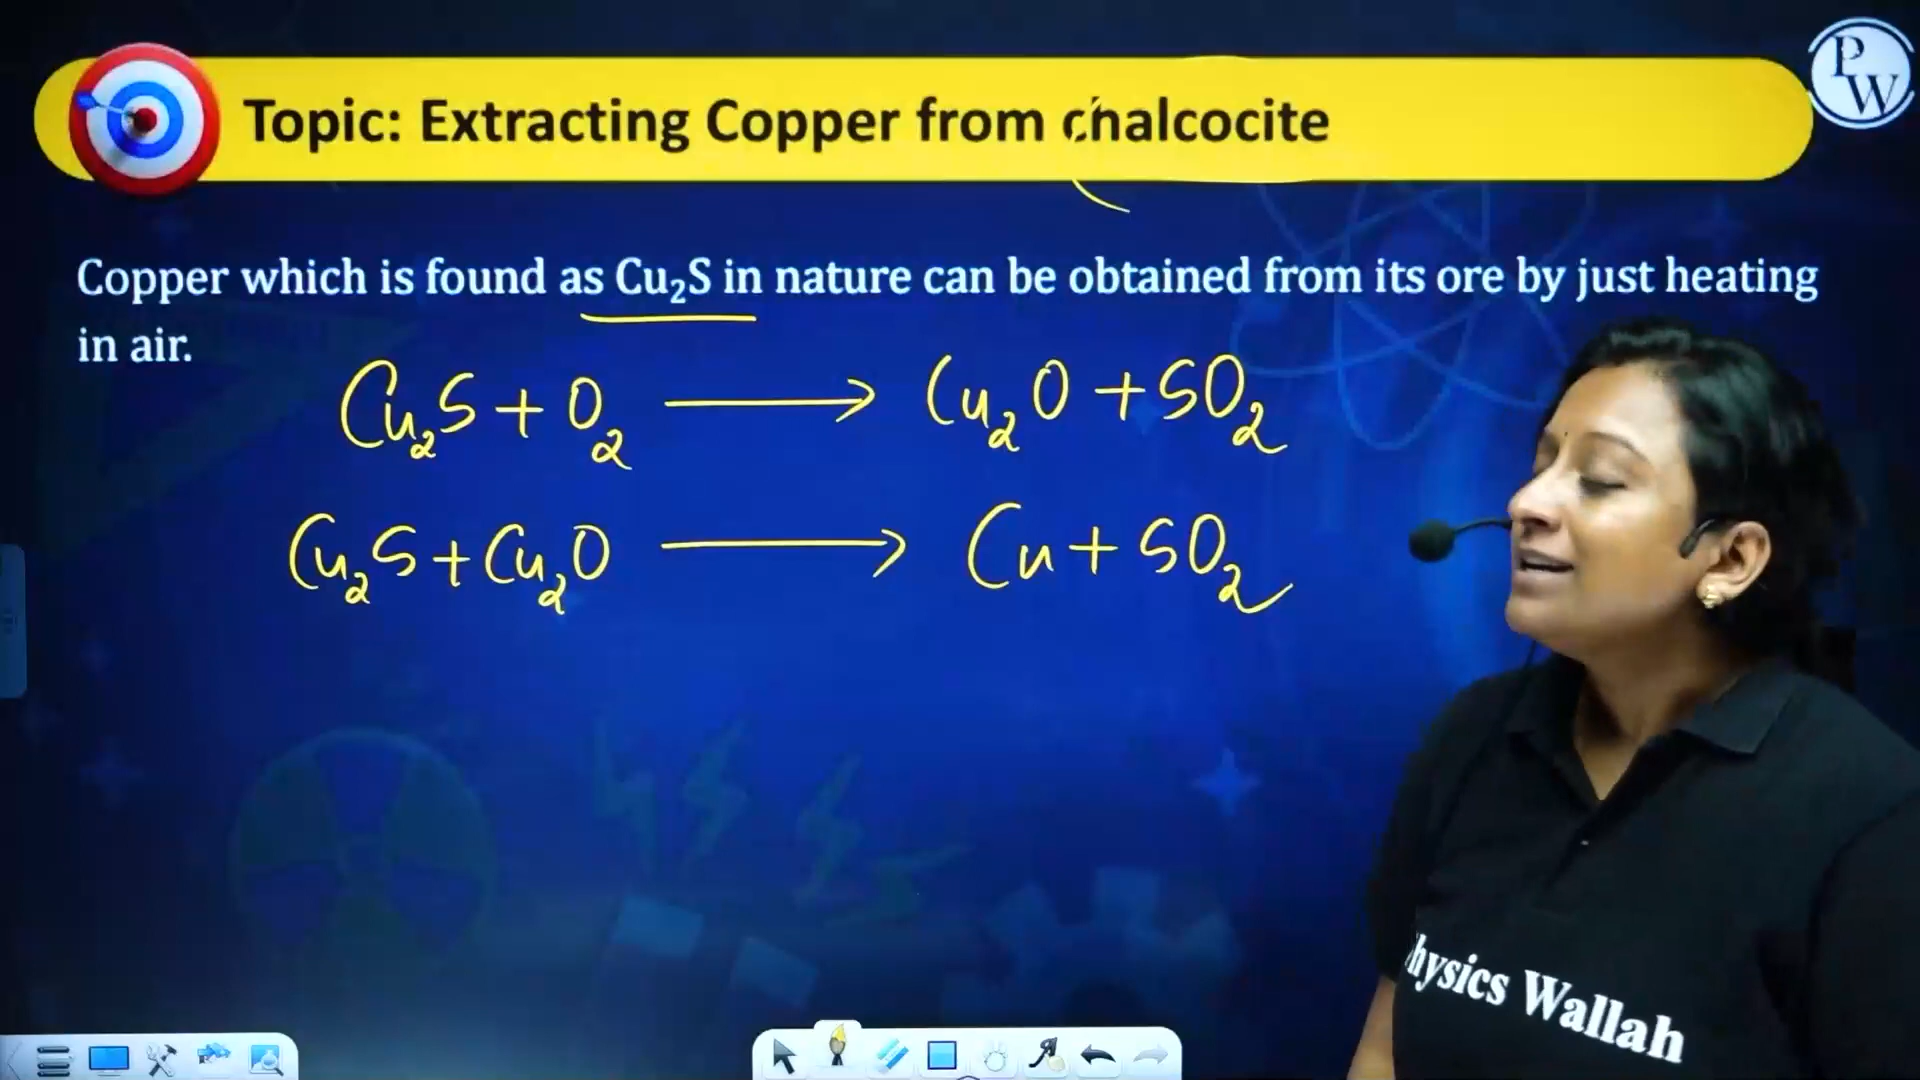 PW
Topic: Extracting Copper from chalcocite
Copper which is found as Cu₂S in nature can be obtained from its ore by just heating
in air.
Cu₂S + O₂ ⟶ Cu₂O + SO₂
Cu₂S + Cu₂O ⟶ Cu + SO₂
hysics Wallah